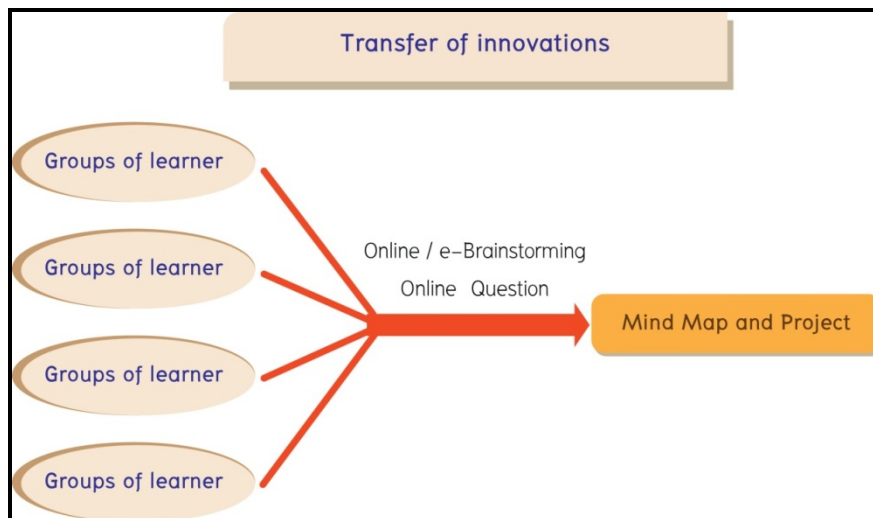 Transfer of innovations
Groups of learner
Groups of learner
Groups of learner
Groups of learner
Online / e-Brainstorming
Online Question
Mind Map and Project